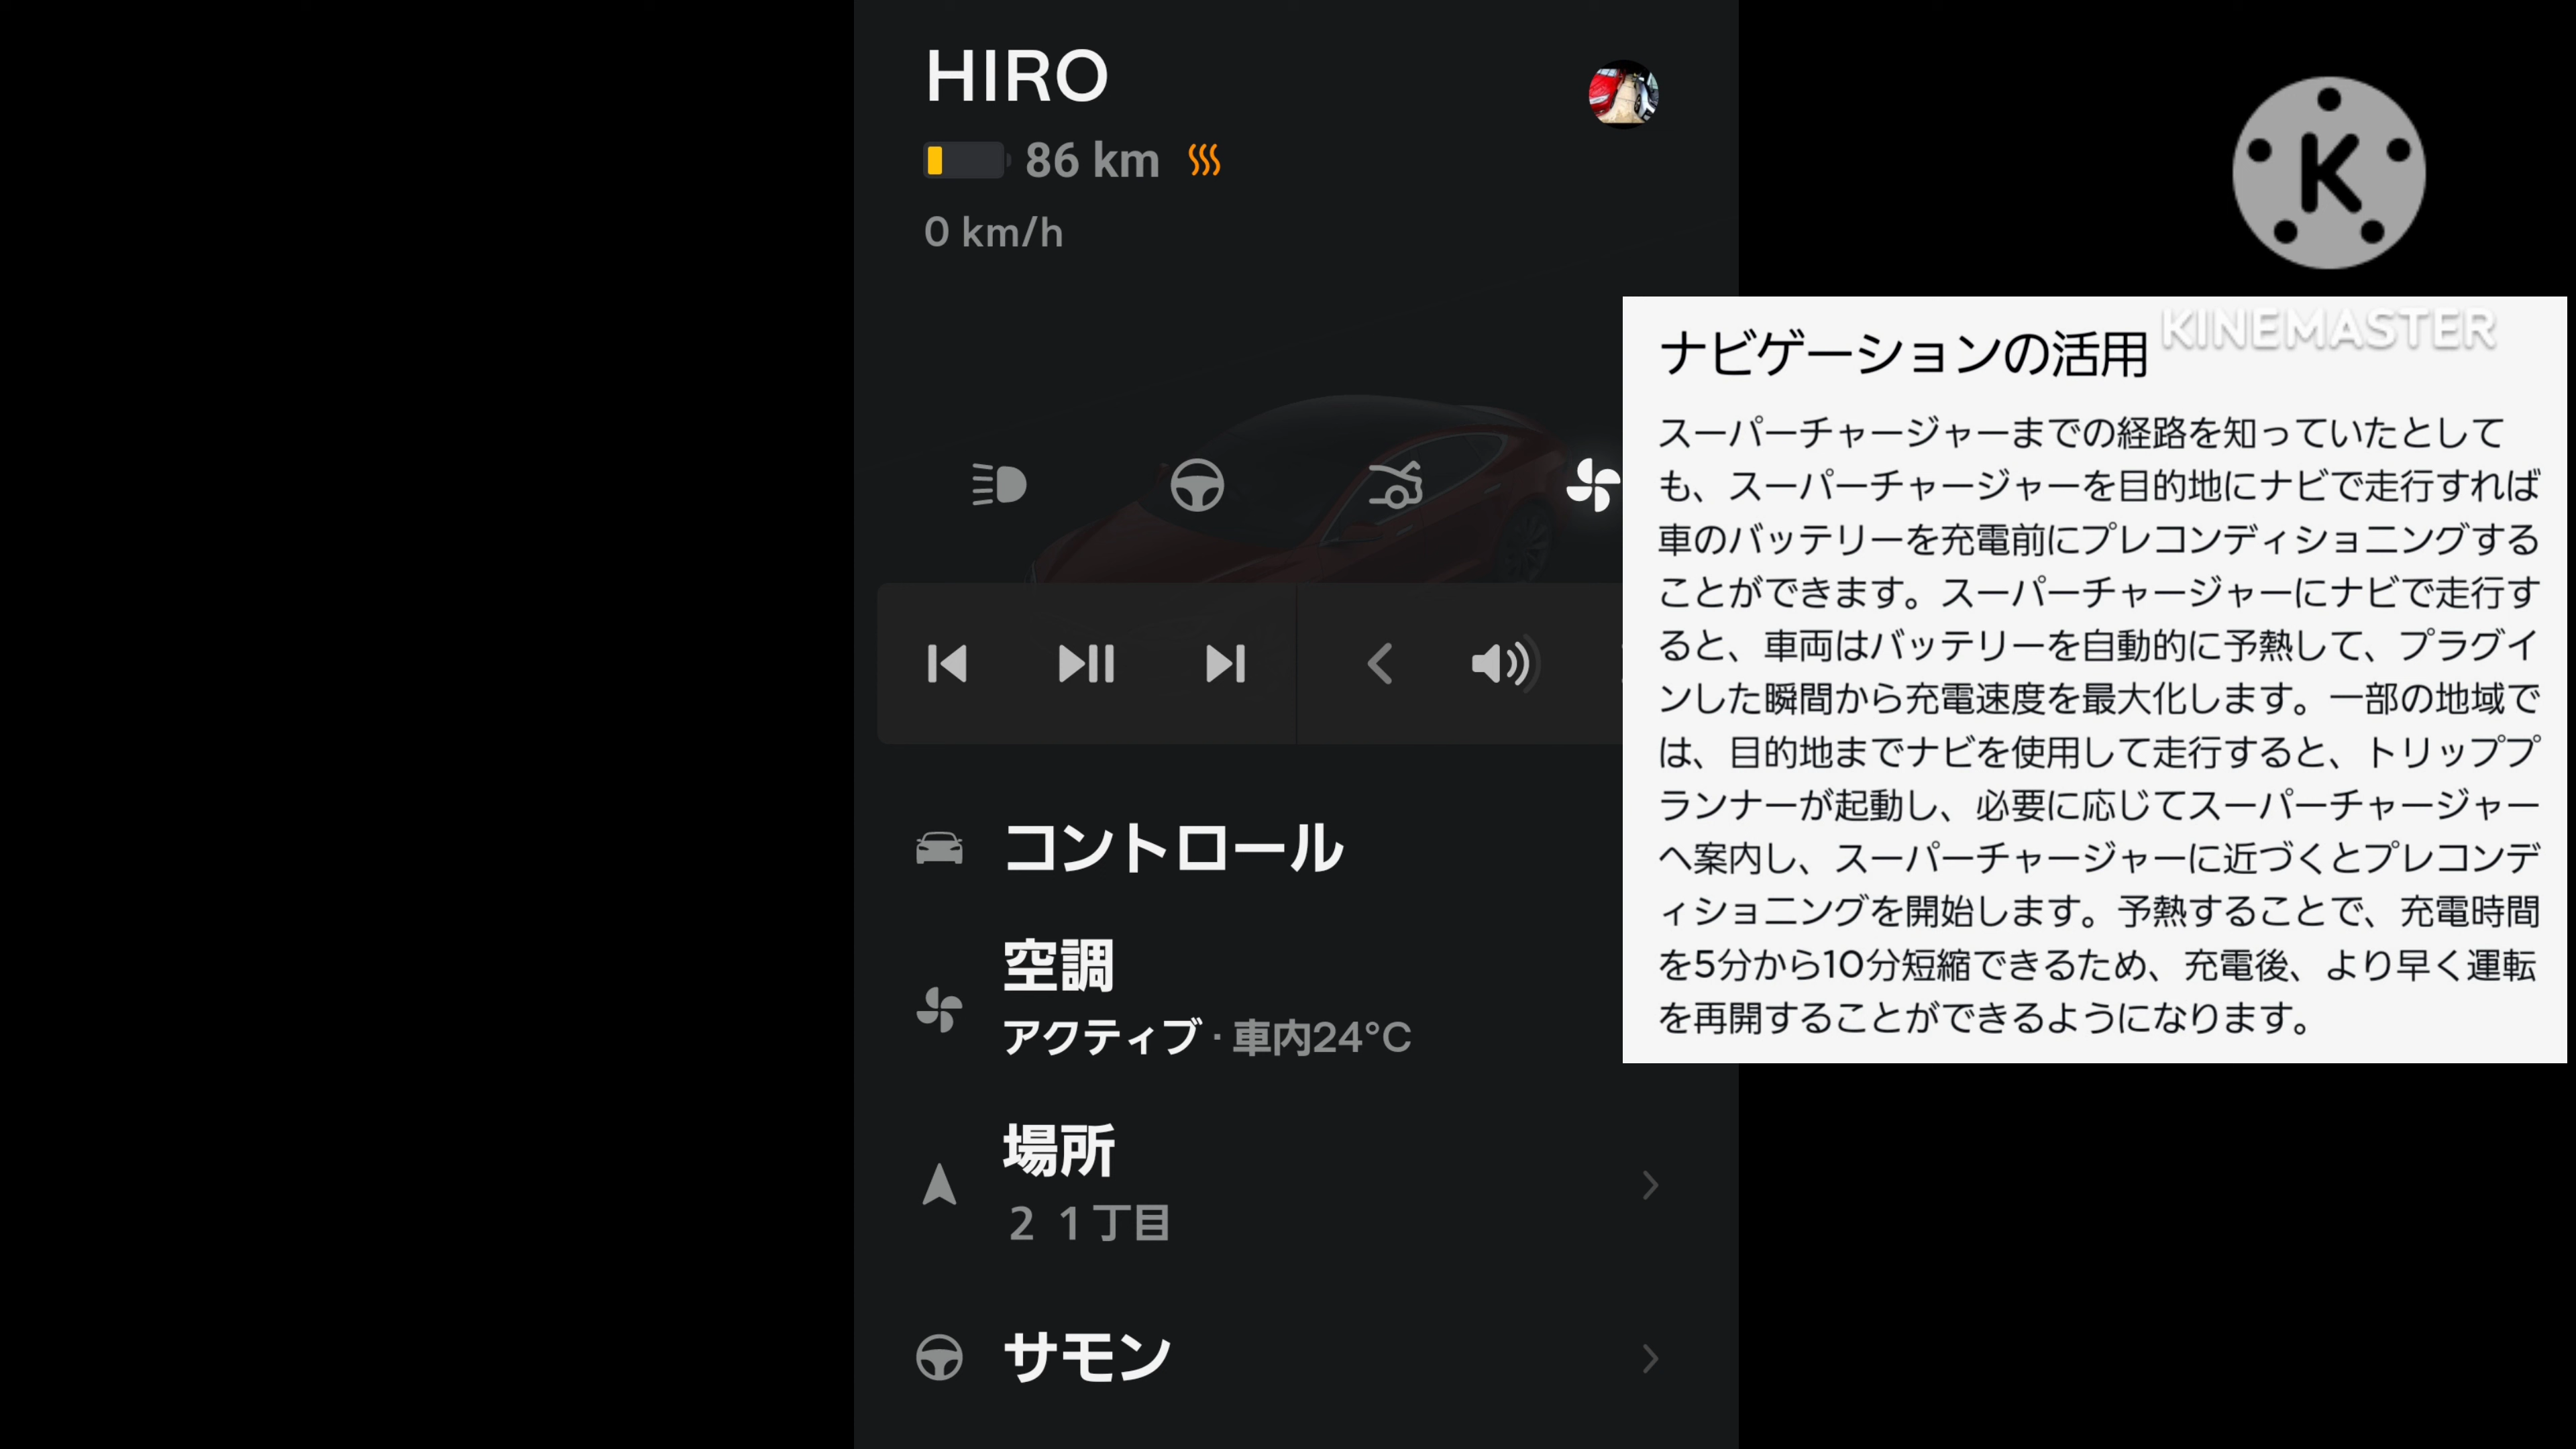 HIRO
86 km
0 km/h
コントロール
空調
アクティブ · 車内24°C
場所
２ １丁目
サモン
K
KINEMASTER
ナビゲーションの活用
スーパーチャージャーまでの経路を知っていたとして
も、スーパーチャージャーを目的地にナビで走行すれば
車のバッテリーを充電前にプレコンディショニングする
ことができます。スーパーチャージャーにナビで走行す
ると、車両はバッテリーを自動的に予熱して、プラグイ
ンした瞬間から充電速度を最大化します。一部の地域で
は、目的地までナビを使用して走行すると、トリッププ
ランナーが起動し、必要に応じてスーパーチャージャー
へ案内し、スーパーチャージャーに近づくとプレコンデ
ィショニングを開始します。予熱することで、充電時間
を5分から10分短縮できるため、充電後、より早く運転
を再開することができるようになります。